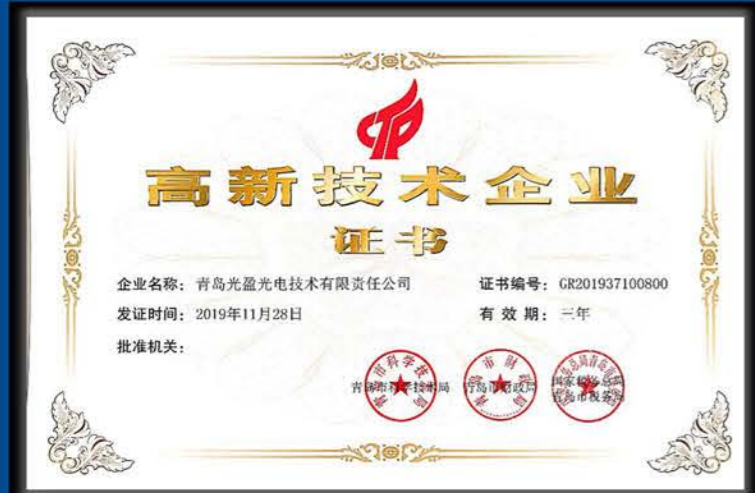 高新技术企业
证书
企业名称：青岛光盈光电技术有限责任公司
证书编号：GR201937100800
发证时间：2019年11月28日
有效期：三年
批准机关：
青岛市科学技术局
青岛市财政局
国家税务总局
青岛市税务局